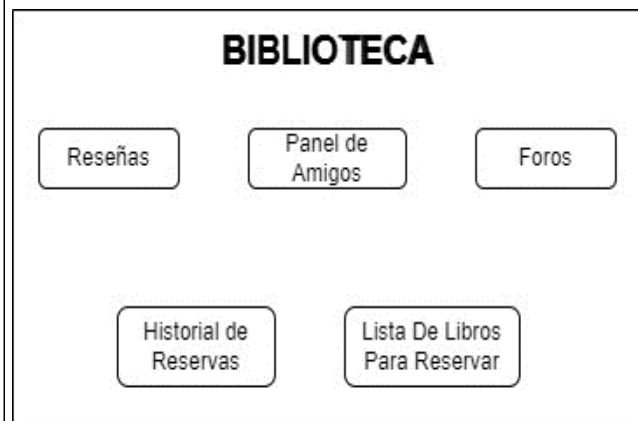 BIBLIOTECA
Reseñas
Panel de
Amigos
Foros
Historial de
Reservas
Lista De Libros
Para Reservar